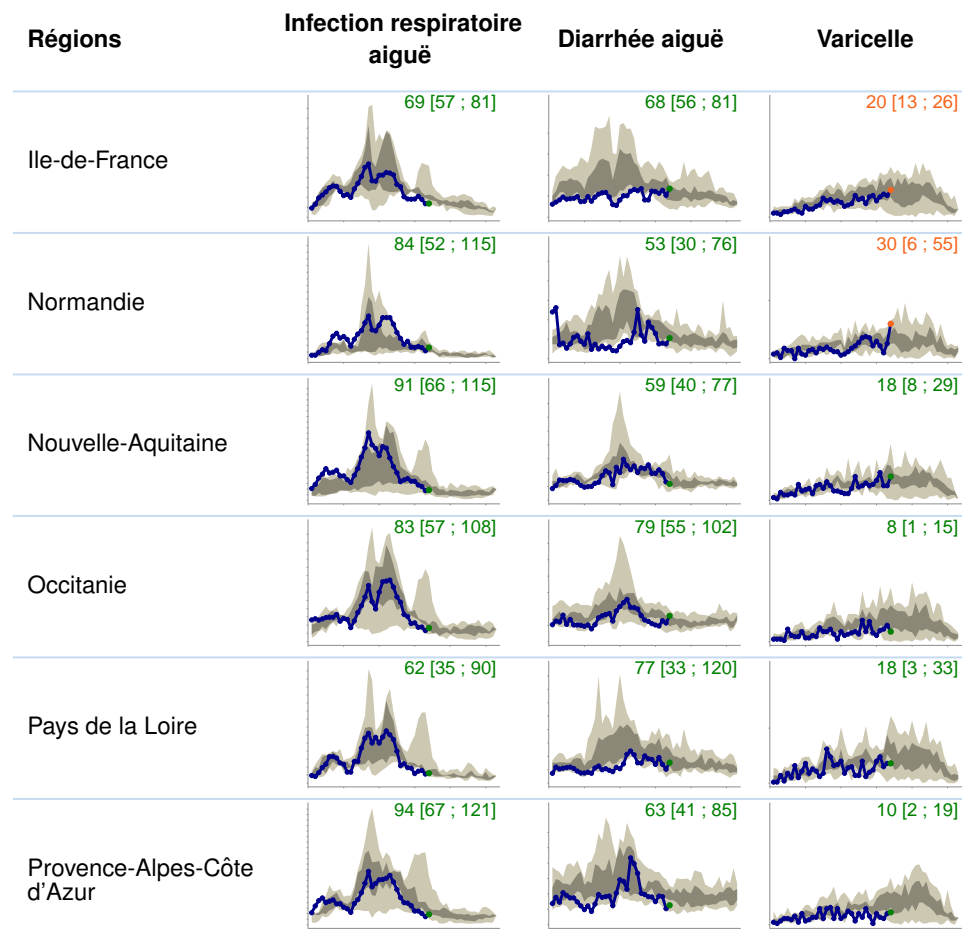 Régions
Infection respiratoire
aiguë
Diarrhée aiguë
Varicelle
Ile-de-France
69 [57 ; 81]
68 [56 ; 81]
20 [13 ; 26]
Normandie
84 [52 ; 115]
53 [30 ; 76]
30 [6 ; 55]
Nouvelle-Aquitaine
91 [66 ; 115]
59 [40 ; 77]
18 [8 ; 29]
Occitanie
83 [57 ; 108]
79 [55 ; 102]
8 [1 ; 15]
Pays de la Loire
62 [35 ; 90]
77 [33 ; 120]
18 [3 ; 33]
Provence-Alpes-Côte
d'Azur
94 [67 ; 121]
63 [41 ; 85]
10 [2 ; 19]